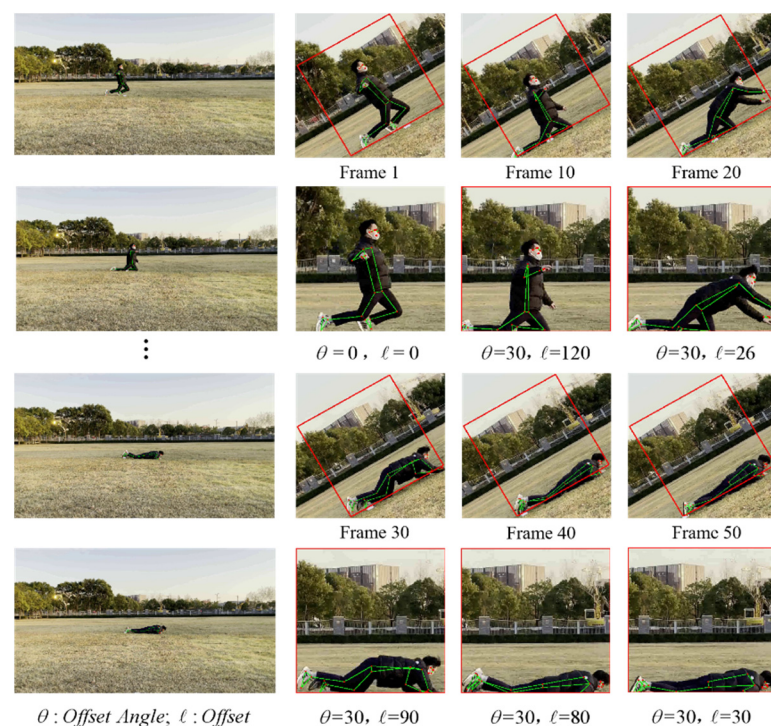 Frame 1 Frame 10 Frame 20
θ = 0 , ℓ = 0 θ=30, ℓ=120 θ=30, ℓ=26
Frame 30 Frame 40 Frame 50
θ : Offset Angle; ℓ : Offset θ=30, ℓ=90 θ=30, ℓ=80 θ=30, ℓ=30